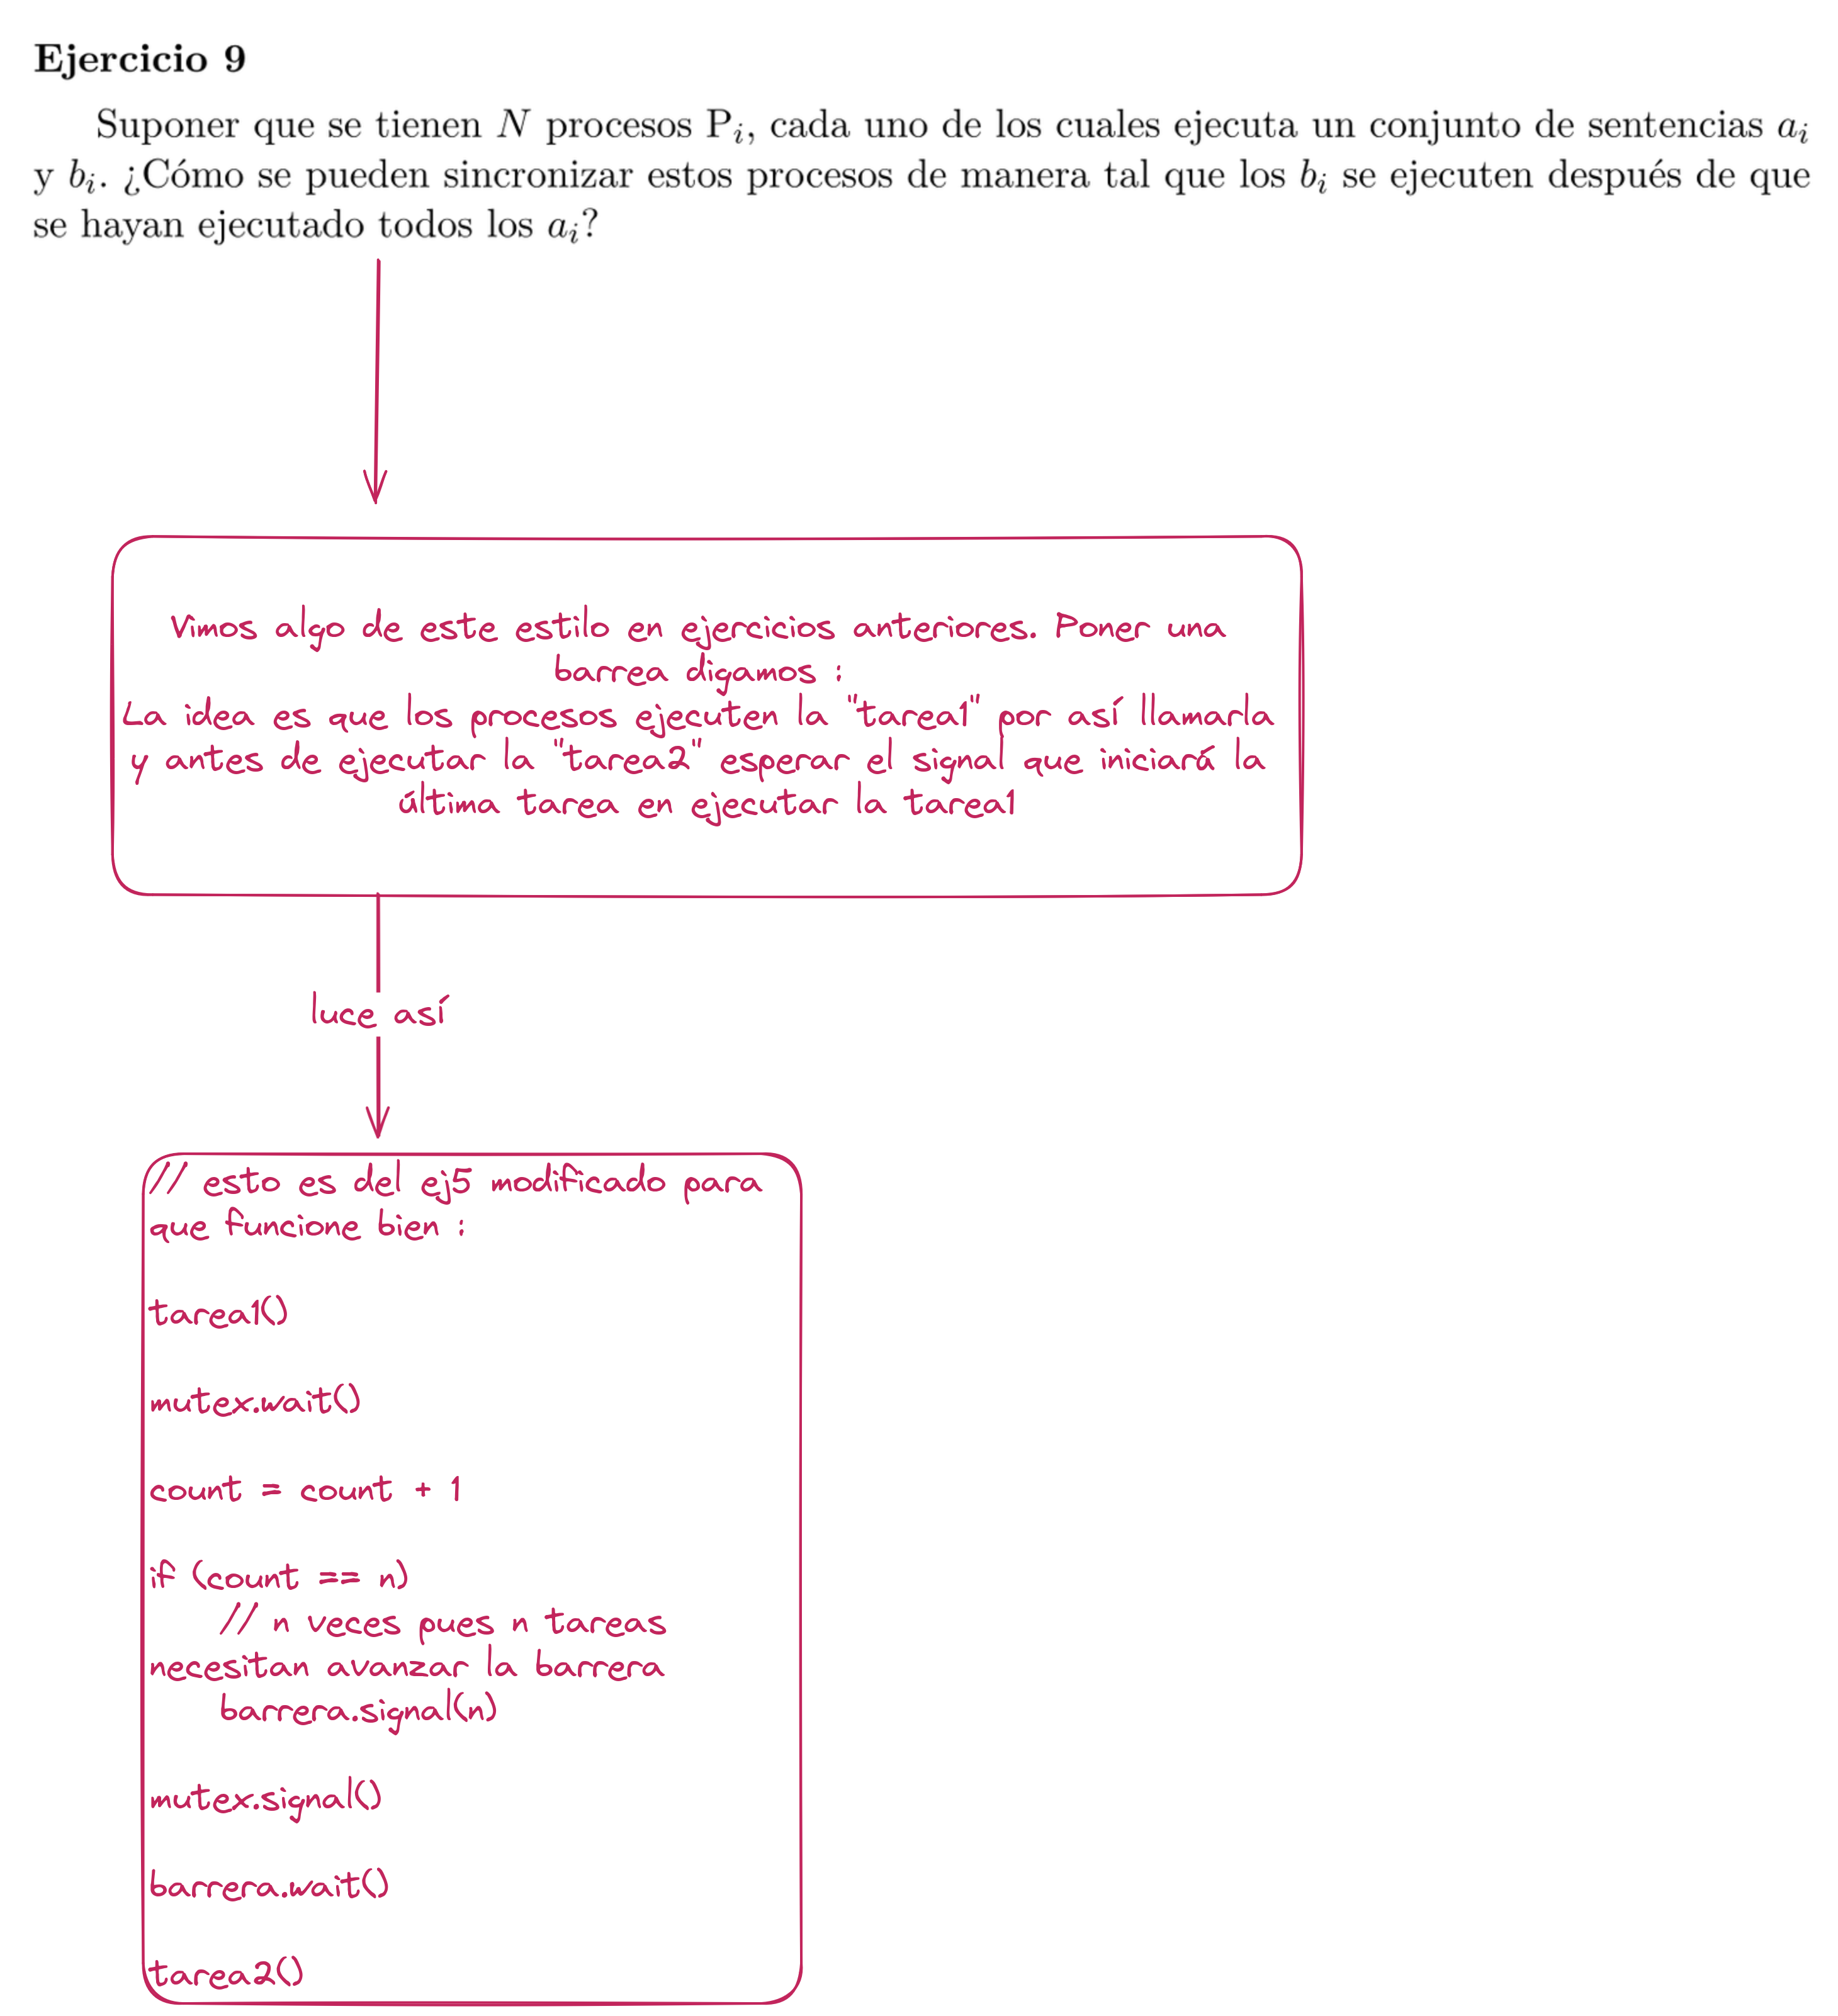 Ejercicio 9
Suponer que se tienen N procesos Pᵢ, cada uno de los cuales ejecuta un conjunto de sentencias aᵢ
y bᵢ. ¿Cómo se pueden sincronizar estos procesos de manera tal que los bᵢ se ejecuten después de que
se hayan ejecutado todos los aᵢ?
Vimos algo de este estilo en ejercicios anteriores. Poner una
barrea digamos :
La idea es que los procesos ejecuten la "tarea1" por así llamarla
y antes de ejecutar la "tarea2" esperar el signal que iniciará la
última tarea en ejecutar la tarea1
luce así
// esto es del ej5 modificado para
que funcione bien :
tarea1()
mutex.wait()
count = count + 1
if (count == n)
// n veces pues n tareas
necesitan avanzar la barrera
barrera.signal(n)
mutex.signal()
barrera.wait()
tarea2()